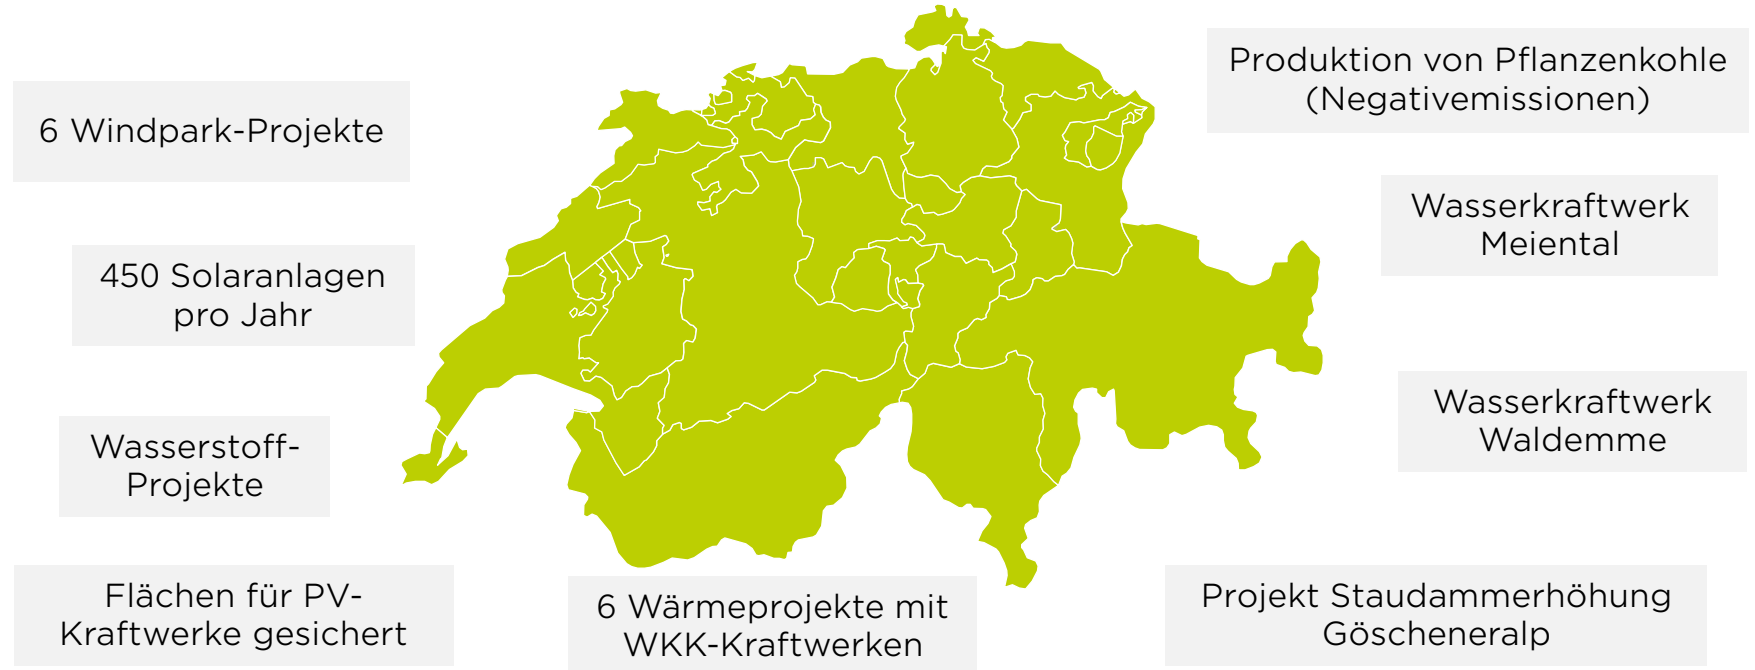 6 Windpark-Projekte
450 Solaranlagen
pro Jahr
Wasserstoff-
Projekte
Flächen für PV-
Kraftwerke gesichert
6 Wärmeprojekte mit
WKK-Kraftwerken
Produktion von Pflanzenkohle
(Negativemissionen)
Wasserkraftwerk
Meiental
Wasserkraftwerk
Waldemme
Projekt Staudammerhöhung
Göscheneralp